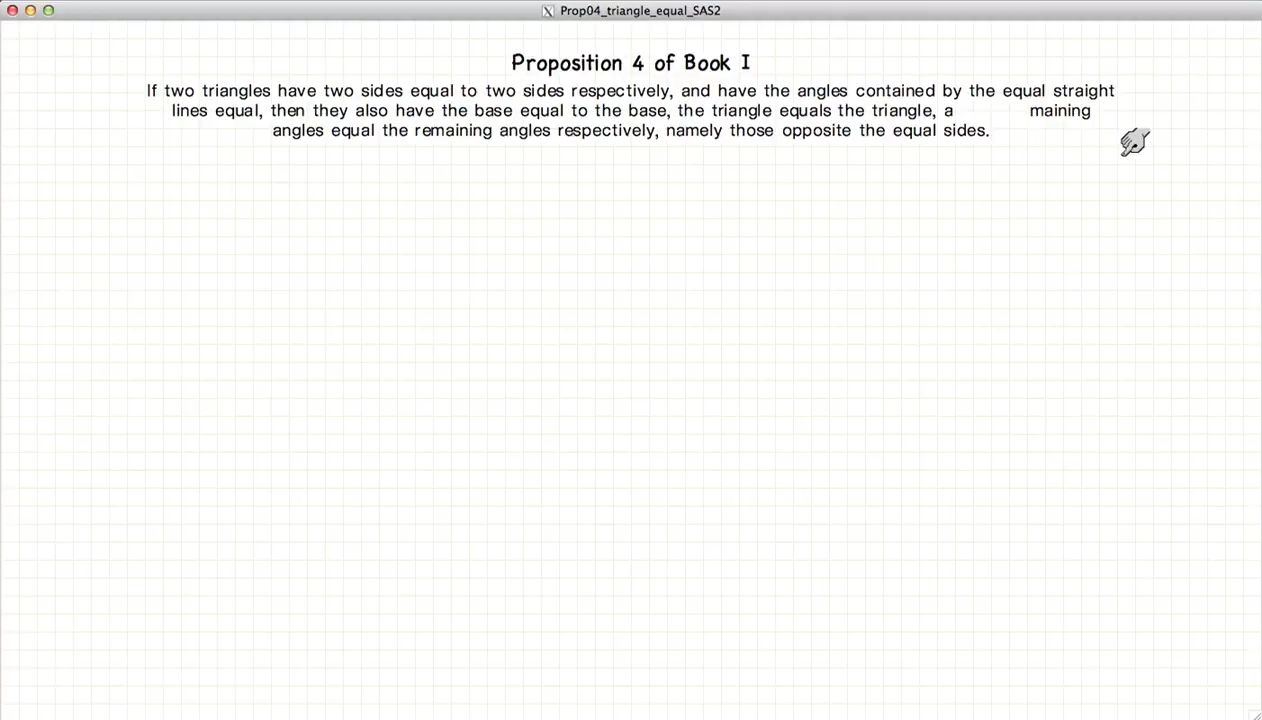 Prop04_triangle_equal_SAS2
Proposition 4 of Book I
If two triangles have two sides equal to two sides respectively, and have the angles contained by the equal straight
lines equal, then they also have the base equal to the base, the triangle equals the triangle, a maining
angles equal the remaining angles respectively, namely those opposite the equal sides.